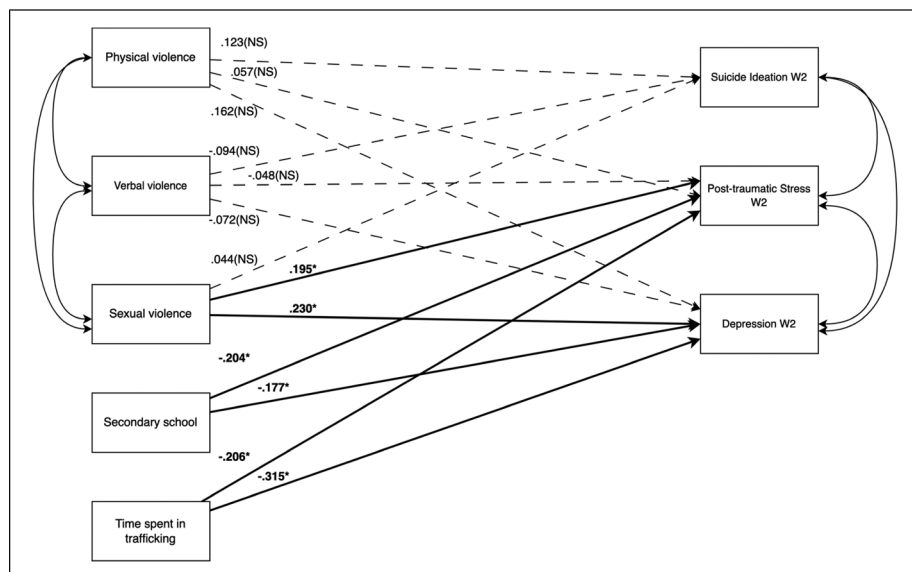 Physical violence
.123(NS)
.057(NS)
.162(NS)
Suicide Ideation W2
Verbal violence
-.094(NS)
-.048(NS)
-.072(NS)
Post-traumatic Stress
W2
Sexual violence
.044(NS)
.195*
.230*
Depression W2
Secondary school
-.204*
-.177*
Time spent in
trafficking
-.206*
-.315*